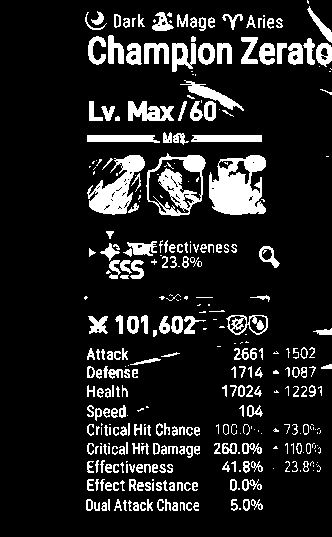 Dark Mage Aries
Champion Zerato
Lv. Max/60
Max
Effectiveness
+23.8%
SSS
101,602
Attack 2661 1502
Defense 1714 1087
Health 17024 12291
Speed 104
Critical Hit Chance 100.0% 73.0%
Critical Hit Damage 260.0% 110.0%
Effectiveness 41.8% 23.8%
Effect Resistance 0.0%
Dual Attack Chance 5.0%